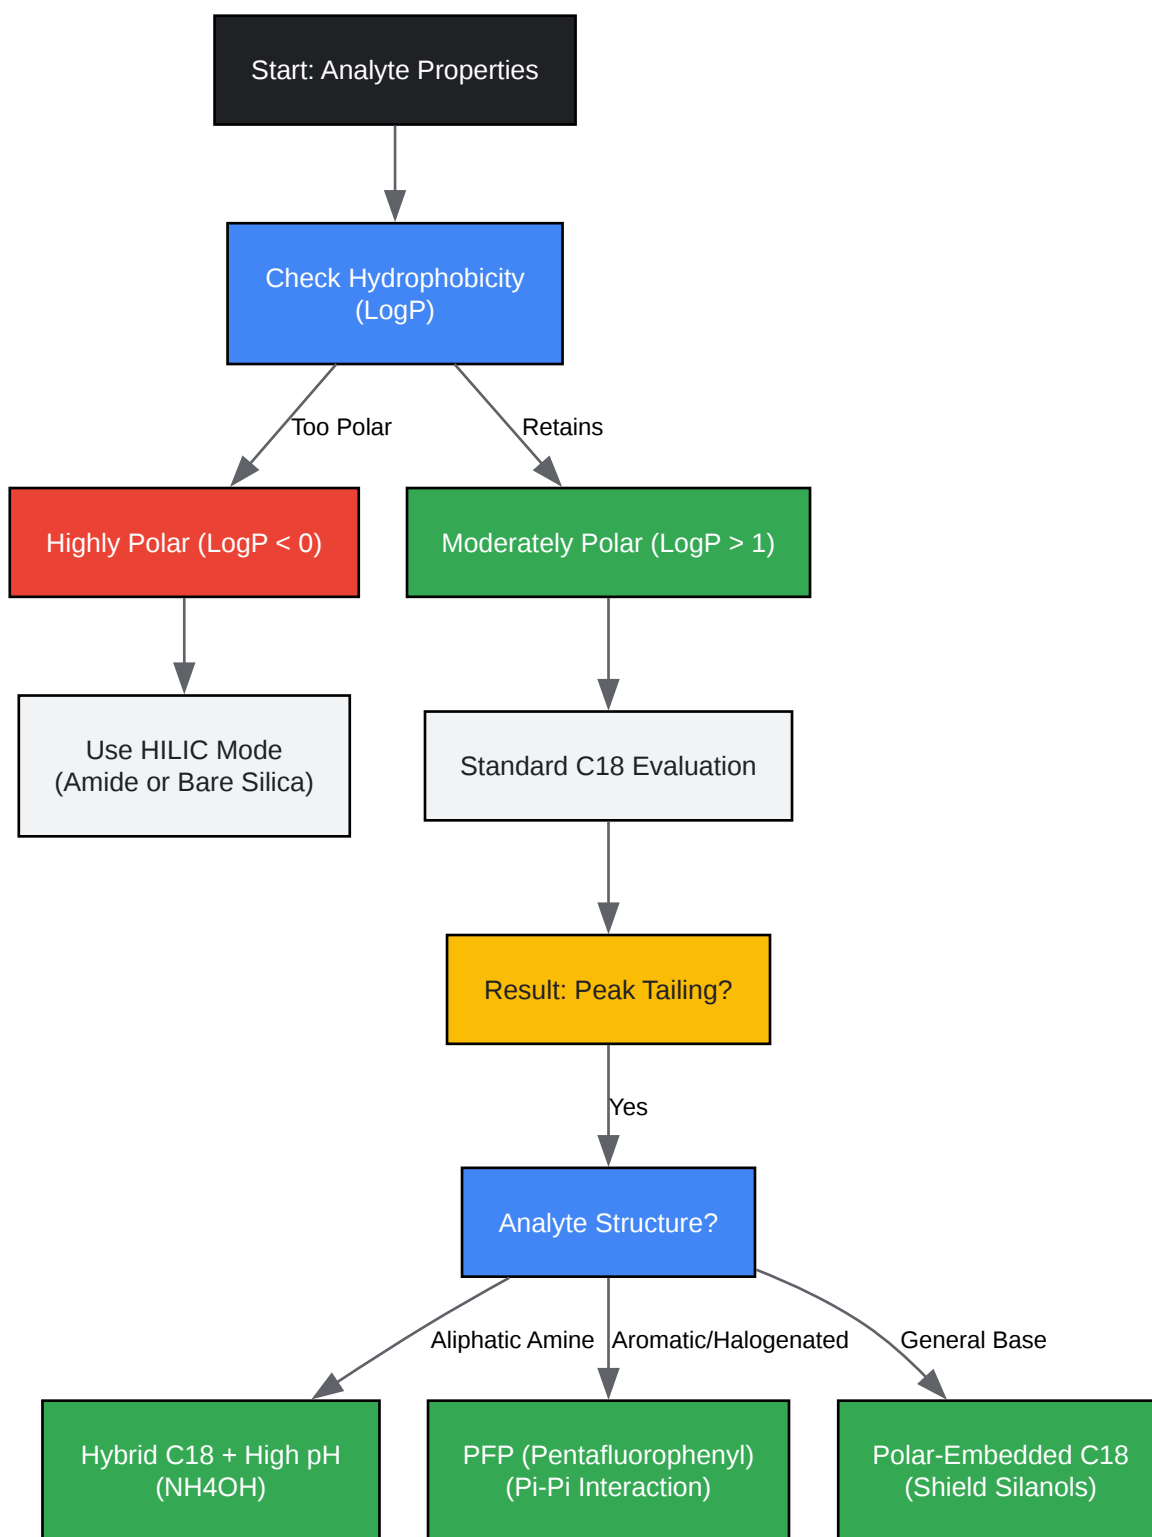 Start: Analyte Properties
Check Hydrophobicity
(LogP)
Too Polar
Retains
Highly Polar (LogP < 0)
Moderately Polar (LogP > 1)
Use HILIC Mode
(Amide or Bare Silica)
Standard C18 Evaluation
Result: Peak Tailing?
Yes
Analyte Structure?
Aliphatic Amine
Aromatic/Halogenated
General Base
Hybrid C18 + High pH
(NH4OH)
PFP (Pentafluorophenyl)
(Pi-Pi Interaction)
Polar-Embedded C18
(Shield Silanols)